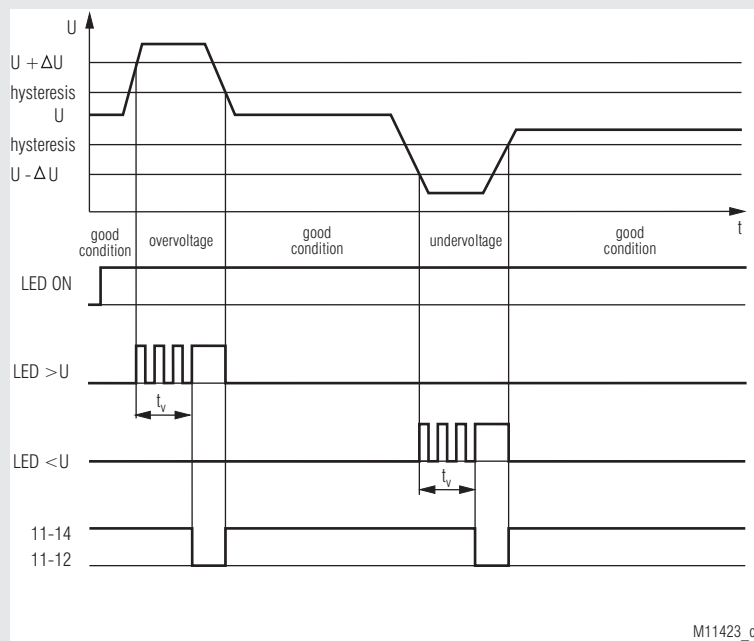 U
U + ΔU
hysteresis
U
hysteresis
U - ΔU
t
good condition
overvoltage
good condition
undervoltage
good condition
LED ON
LED >U
tv
LED <U
tv
11-14
11-12
M11423_c